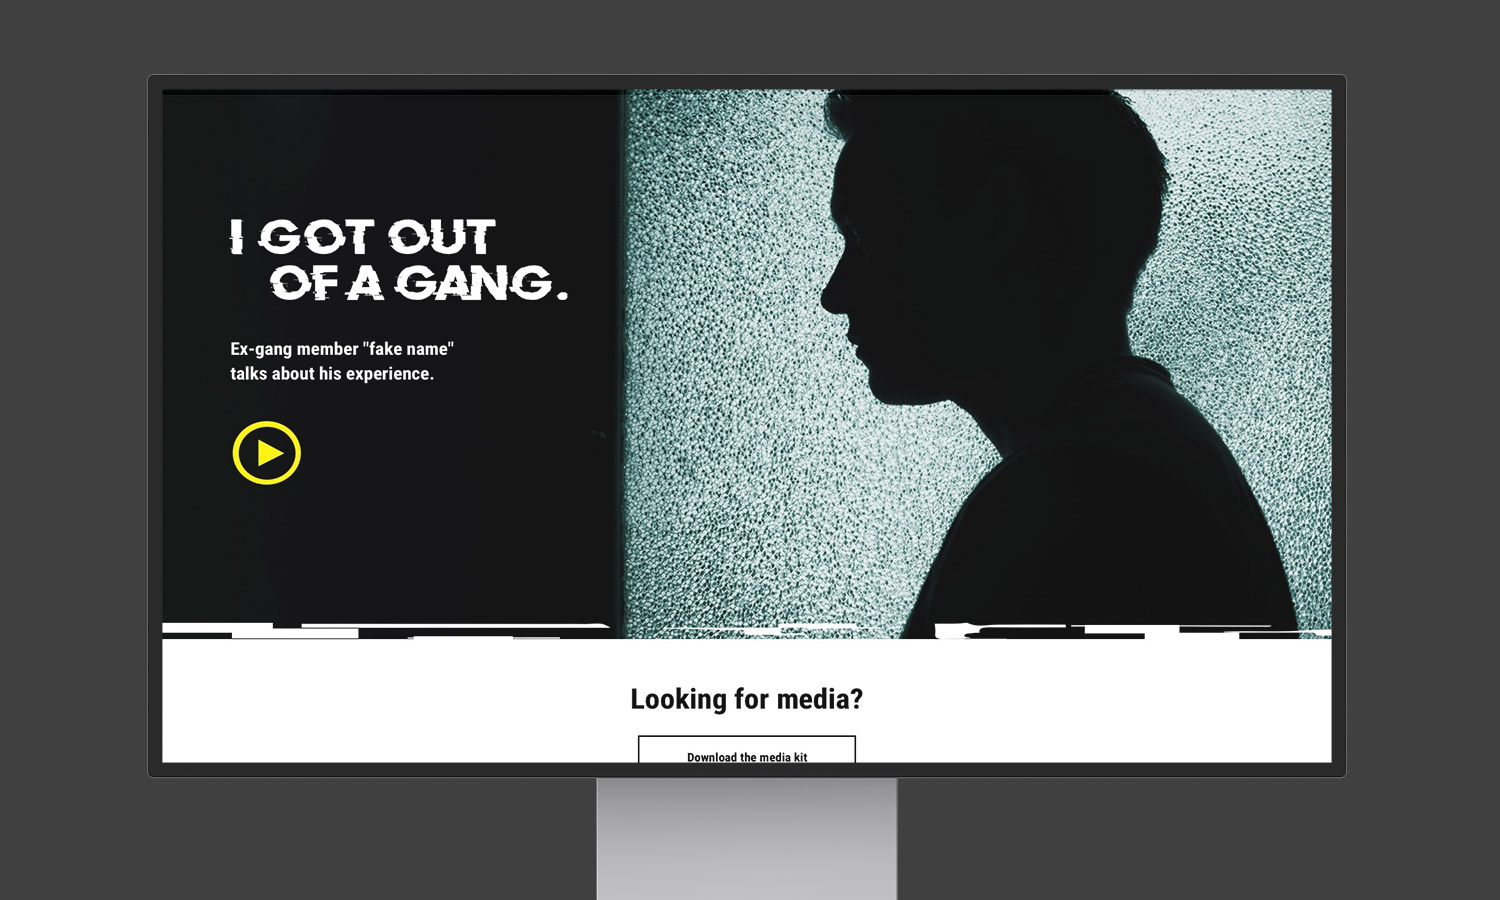 I GOT OUT
OF A GANG.
Ex-gang member "fake name"
talks about his experience.
Looking for media?
Download the media kit